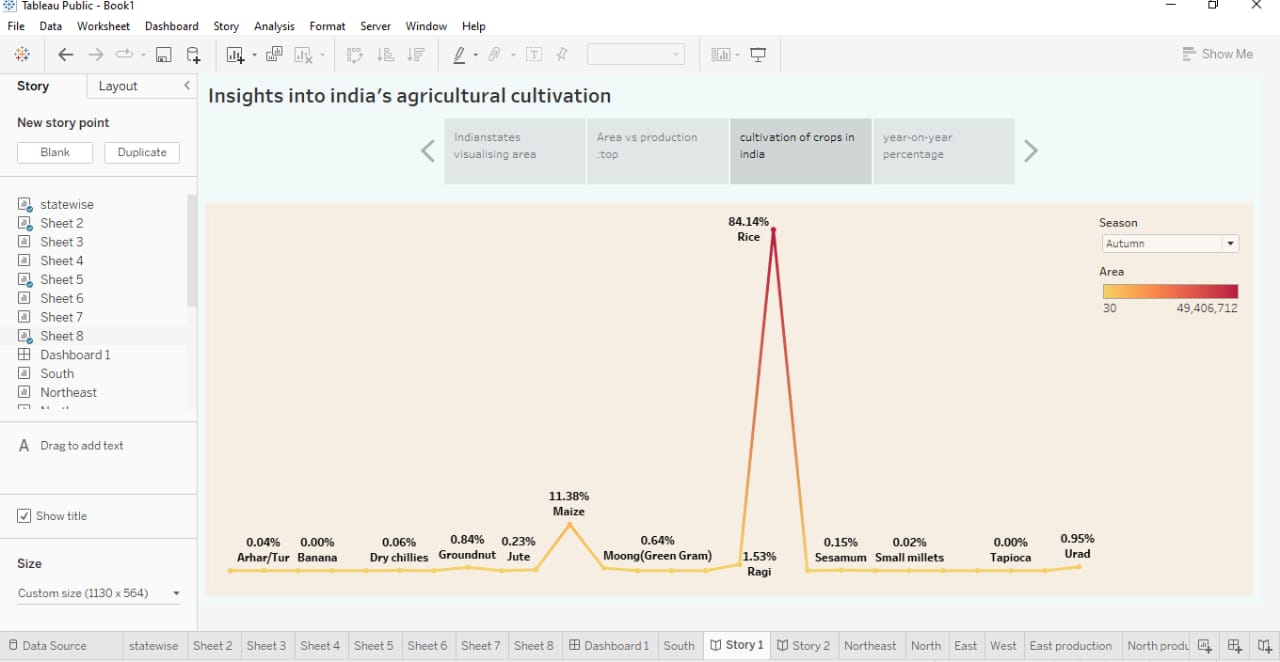 Tableau Public - Book1
File Data Worksheet Dashboard Story Analysis Format Server Window Help
Show Me
Story Layout
New story point
Blank Duplicate
statewise
Sheet 2
Sheet 3
Sheet 4
Sheet 5
Sheet 6
Sheet 7
Sheet 8
Dashboard 1
South
Northeast
A Drag to add text
Show title
Size
Custom size (1130 x 564)
Insights into india's agricultural cultivation
Indianstates
visualising area
Area vs production
:top
cultivation of crops in
india
year-on-year
percentage
84.14%
Rice
Season
Autumn
Area
30 49,406,712
11.38%
Maize
0.04%
Arhar/Tur
0.00%
Banana
0.06%
Dry chillies
0.84%
Groundnut
0.23%
Jute
0.64%
Moong(Green Gram)
1.53%
Ragi
0.15%
Sesamum
0.02%
Small millets
0.00%
Tapioca
0.95%
Urad
Data Source statewise Sheet 2 Sheet 3 Sheet 4 Sheet 5 Sheet 6 Sheet 7 Sheet 8 Dashboard 1 South Story 1 Story 2 Northeast North East West East production North produ